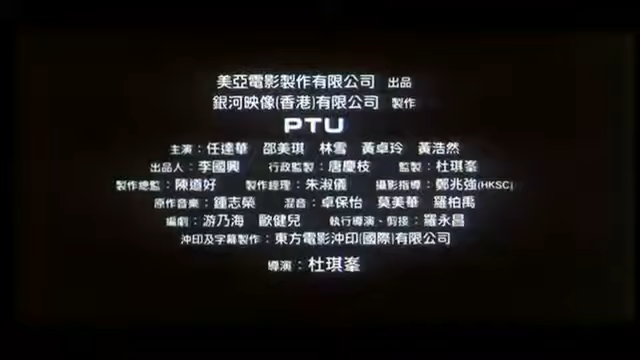 美亞電影製作有限公司 出品
銀河映像(香港)有限公司 製作
PTU
主演：任達華 邵美琪 林雪 黃卓玲 黃浩然
出品人：李國興 行政監製：唐慶枝 監製：杜琪峯
製作總監：陳道好 製作經理：朱淑儀 攝影指導：鄭兆強(HKSC)
原作音樂：鍾志榮 混音：卓保怡 莫美華 羅柏禹
編劇：游乃海 歐健兒 執行導演、剪接：羅永昌
沖印及字幕製作：東方電影沖印(國際)有限公司
導演：杜琪峯